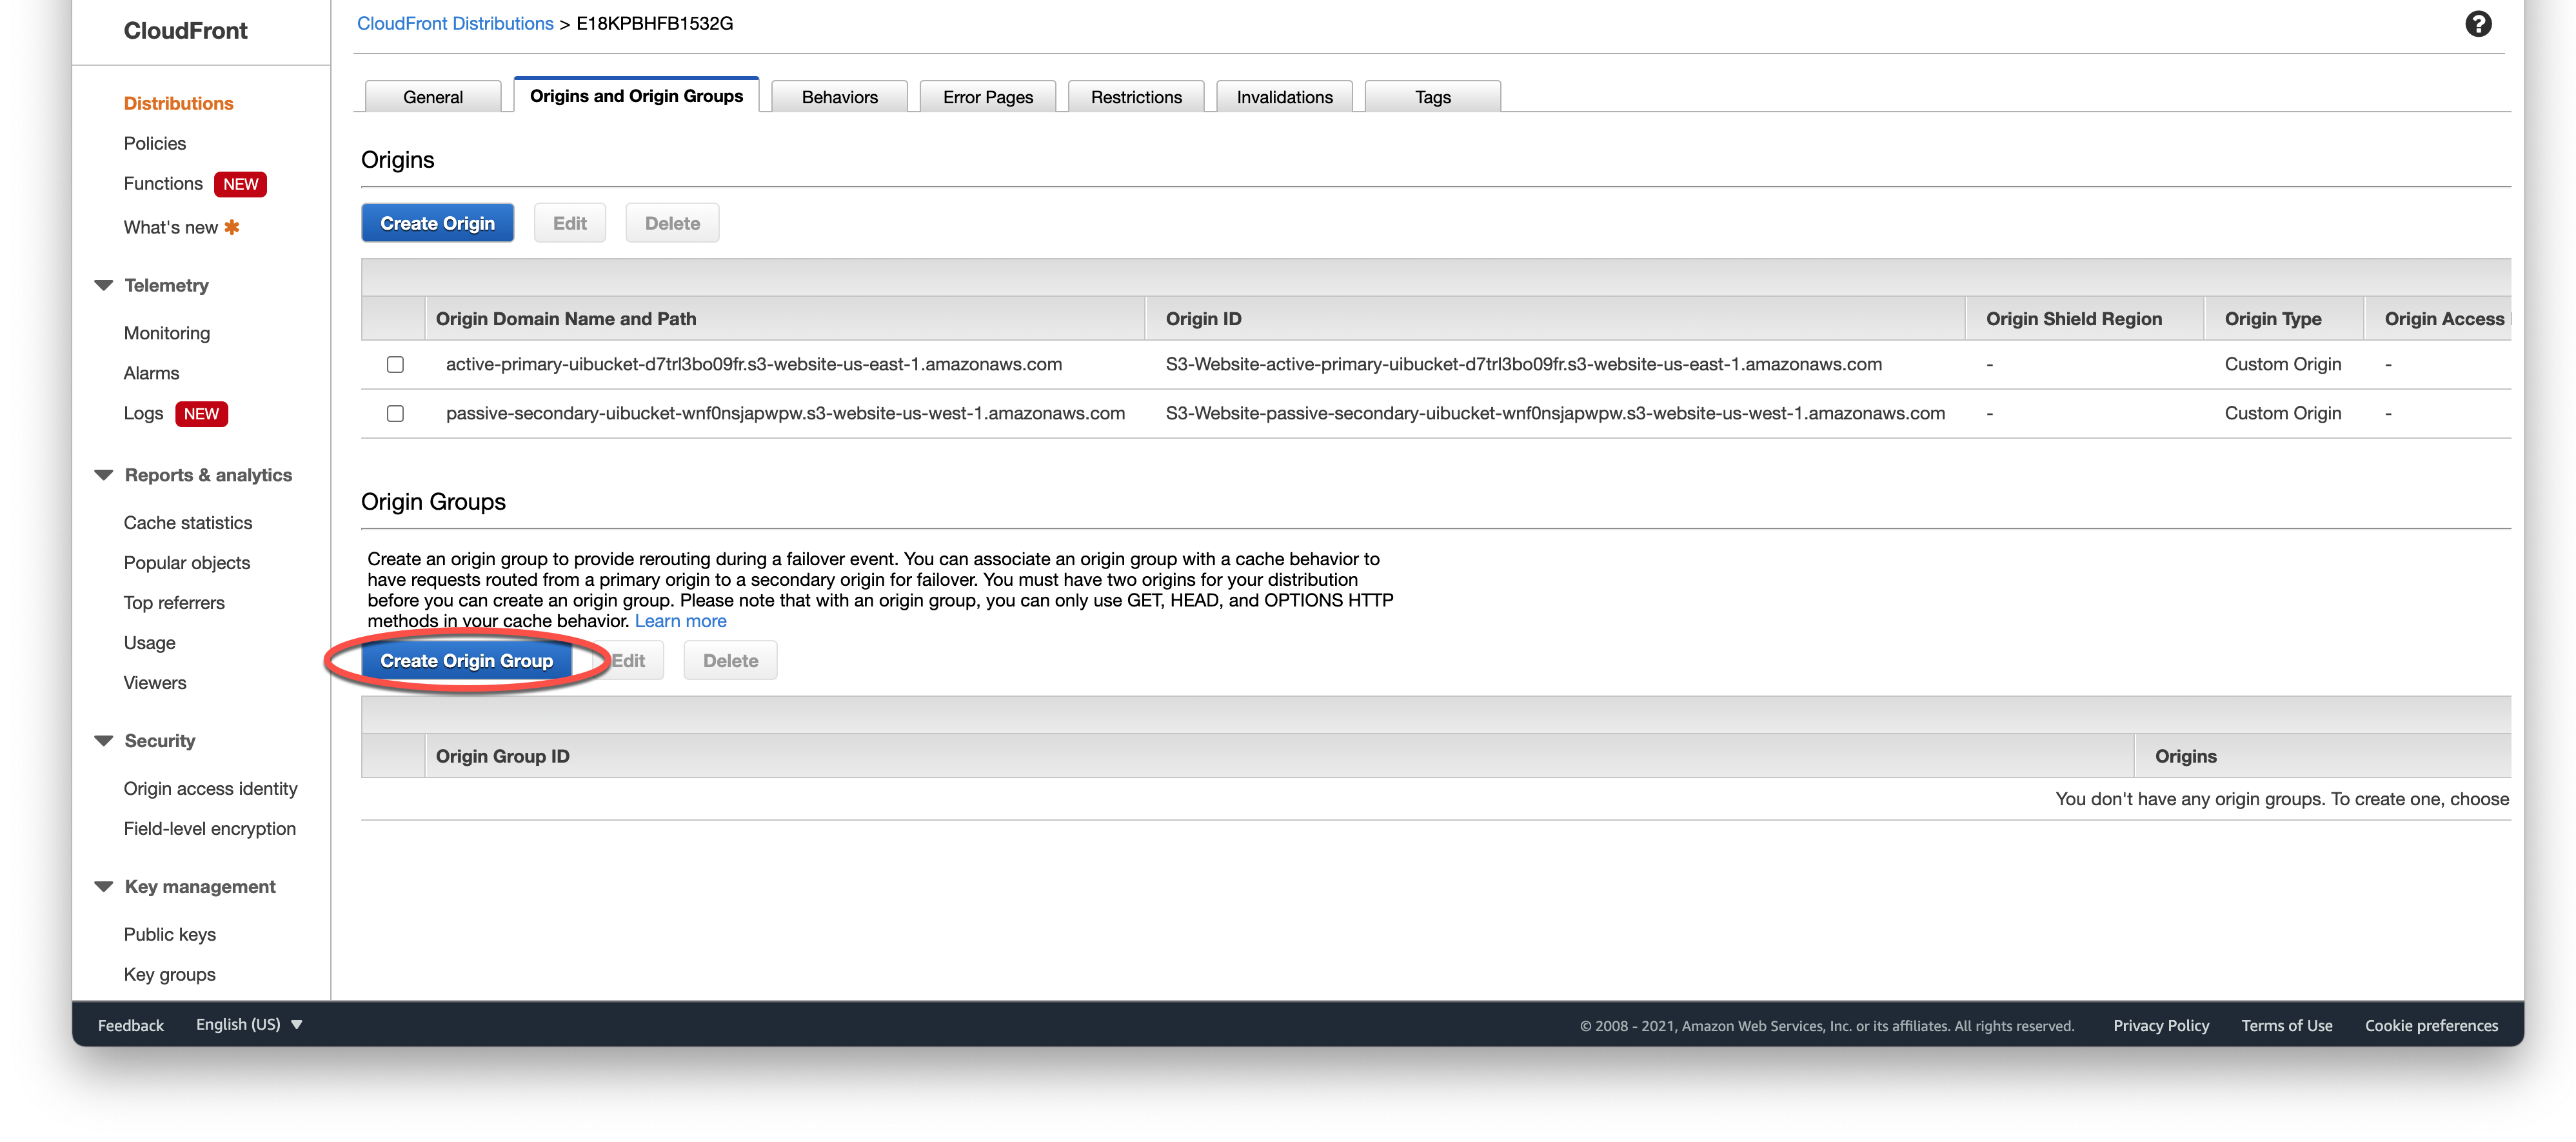 CloudFront
CloudFront Distributions > E18KPBHFB1532G
Distributions
Policies
Functions NEW
What's new
Telemetry
Monitoring
Alarms
Logs NEW
Reports & analytics
Cache statistics
Popular objects
Top referrers
Usage
Viewers
Security
Origin access identity
Field-level encryption
Key management
Public keys
Key groups
General Origins and Origin Groups Behaviors Error Pages Restrictions Invalidations Tags
Origins
Create Origin Edit Delete
Origin Domain Name and Path Origin ID Origin Shield Region Origin Type Origin Access
active-primary-uibucket-d7trl3bo09fr.s3-website-us-east-1.amazonaws.com S3-Website-active-primary-uibucket-d7trl3bo09fr.s3-website-us-east-1.amazonaws.com - Custom Origin -
passive-secondary-uibucket-wnf0nsjapwpw.s3-website-us-west-1.amazonaws.com S3-Website-passive-secondary-uibucket-wnf0nsjapwpw.s3-website-us-west-1.amazonaws.com - Custom Origin -
Origin Groups
Create an origin group to provide rerouting during a failover event. You can associate an origin group with a cache behavior to
have requests routed from a primary origin to a secondary origin for failover. You must have two origins for your distribution
before you can create an origin group. Please note that with an origin group, you can only use GET, HEAD, and OPTIONS HTTP
methods in your cache behavior. Learn more
Create Origin Group Edit Delete
Origin Group ID Origins
You don't have any origin groups. To create one, choose
Feedback English (US) © 2008 - 2021, Amazon Web Services, Inc. or its affiliates. All rights reserved. Privacy Policy Terms of Use Cookie preferences